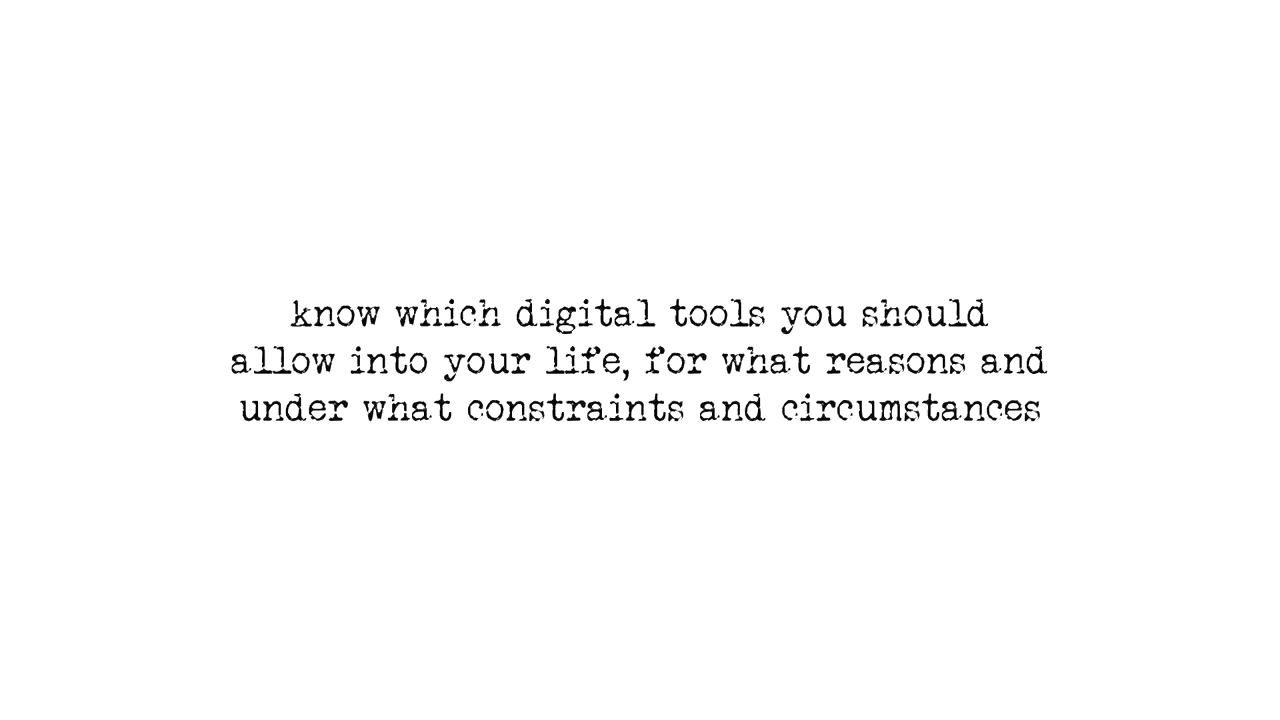 know which digital tools you should
allow into your life, for what reasons and
under what constraints and circumstances